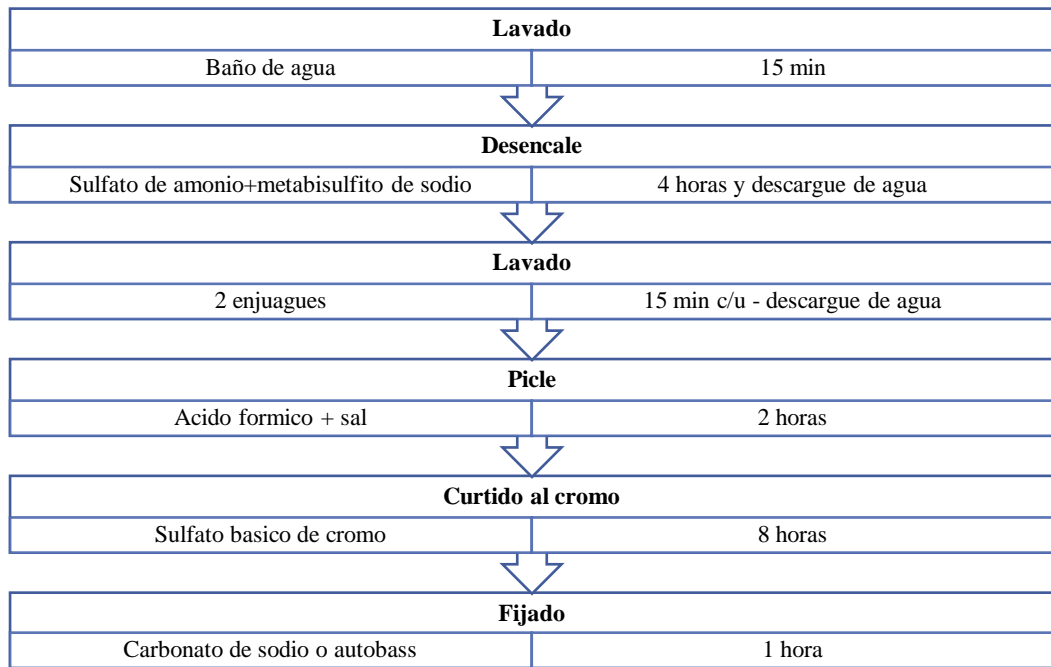 Lavado
Baño de agua
15 min
Desencale
Sulfato de amonio+metabisulfito de sodio
4 horas y descargue de agua
Lavado
2 enjuagues
15 min c/u - descargue de agua
Picle
Acido formico + sal
2 horas
Curtido al cromo
Sulfato basico de cromo
8 horas
Fijado
Carbonato de sodio o autobass
1 hora